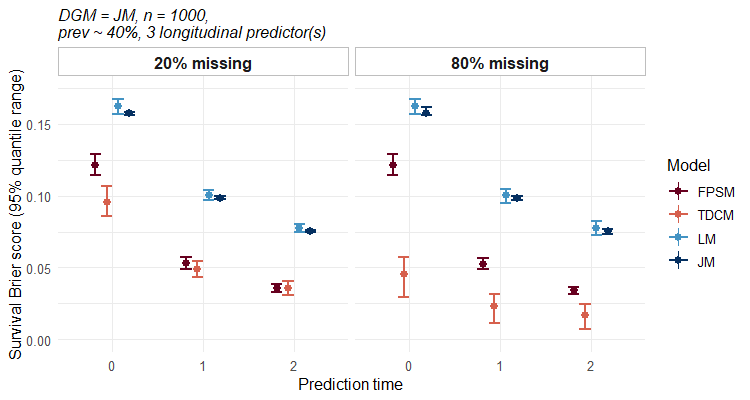 DGM = JM, n = 1000,
prev ~ 40%, 3 longitudinal predictor(s)
20% missing
80% missing
Survival Brier score (95% quantile range)
0.15
0.10
0.05
0.00
0 1 2
0 1 2
Prediction time
Model
FPSM
TDCM
LM
JM